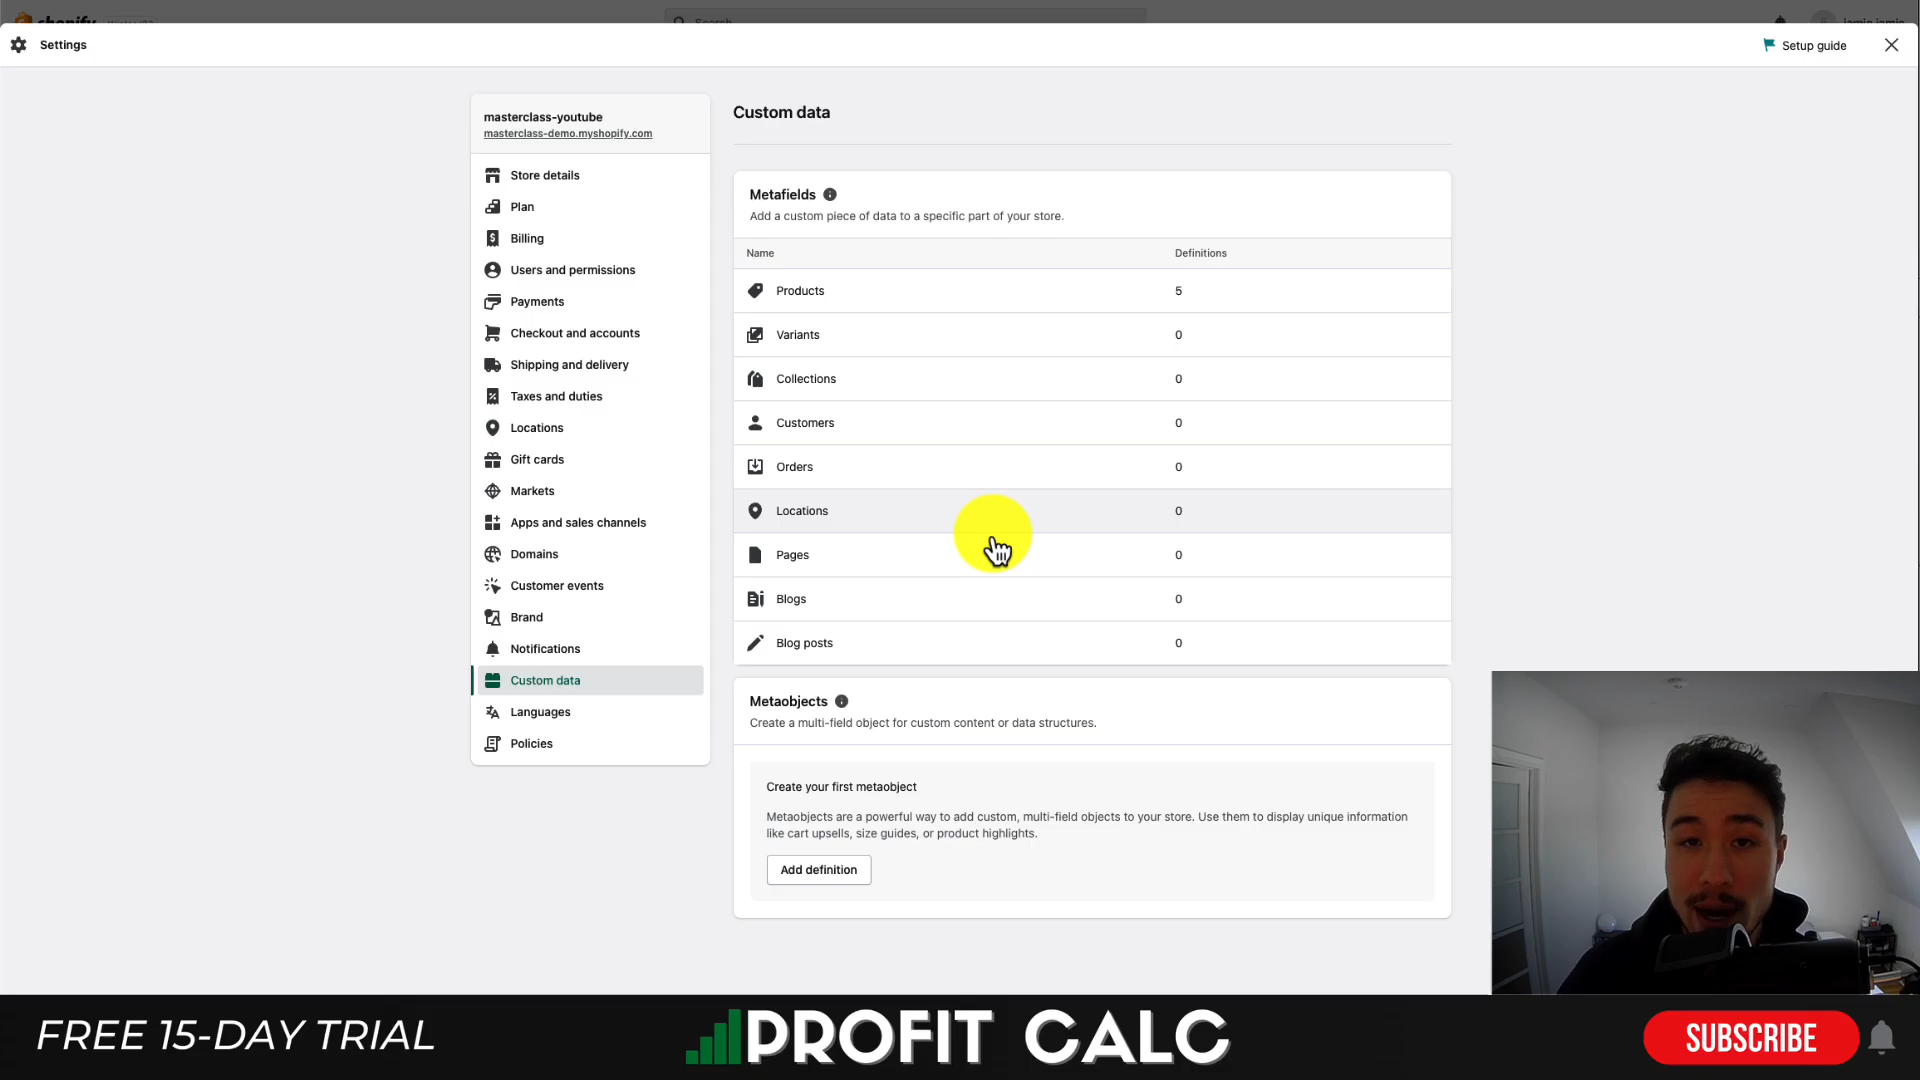 shopify
Search
Settings
Setup guide
masterclass-youtube
masterclass-demo.myshopify.com
Store details
Plan
Billing
Users and permissions
Payments
Checkout and accounts
Shipping and delivery
Taxes and duties
Locations
Gift cards
Markets
Apps and sales channels
Domains
Customer events
Brand
Notifications
Custom data
Languages
Policies
Custom data
Metafields
Add a custom piece of data to a specific part of your store.
Name Definitions
Products 5
Variants 0
Collections 0
Customers 0
Orders 0
Locations 0
Pages 0
Blogs 0
Blog posts 0
Metaobjects
Create a multi-field object for custom content or data structures.
Create your first metaobject
Metaobjects are a powerful way to add custom, multi-field objects to your store. Use them to display unique information
like cart upsells, size guides, or product highlights.
Add definition
FREE 15-DAY TRIAL
PROFIT CALC
SUBSCRIBE